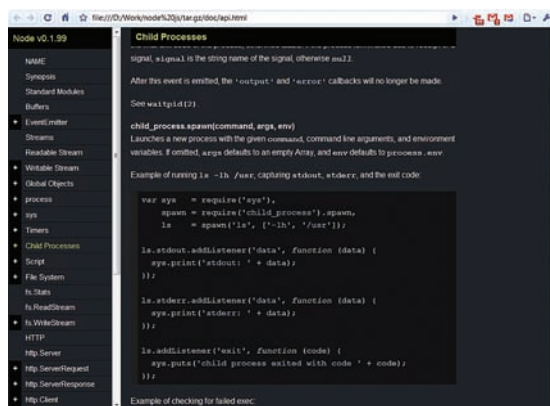 file:///D:/Work/node%20js/tar.gz/doc/api.html
Node v0.1.99
NAME
Synopsis
Standard Modules
Buffers
+ EventEmitter
Streams
Readable Stream
+ Writable Stream
+ Global Objects
+ process
+ sys
+ Timers
+ Child Processes
+ Script
+ File System
fs.Stats
fs.ReadStream
+ fs.WriteStream
HTTP
http.Server
+ http.ServerRequest
+ http.ServerResponse
+ http.Client
Child Processes
signal, signal is the string name of the signal, otherwise null.
After this event is emitted, the 'output' and 'error' callbacks will no longer be made.
See waitpid(2).
child_process.spawn(command, args, env)
Launches a new process with the given command, command line arguments, and environment
variables. If omitted, args defaults to an empty Array, and env defaults to process.env.
Example of running ls -lh /usr, capturing stdout, stderr, and the exit code:
var sys = require('sys'),
spawn = require('child_process').spawn,
ls = spawn('ls', ['-lh', '/usr']);
ls.stdout.addListener('data', function (data) {
sys.print('stdout: ' + data);
});
ls.stderr.addListener('data', function (data) {
sys.print('stderr: ' + data);
});
ls.addListener('exit', function (code) {
sys.puts('child process exited with code ' + code);
});
Example of checking for failed exec: